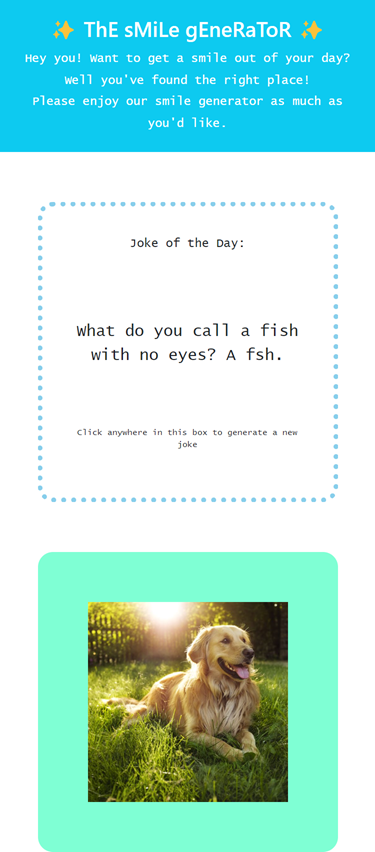 ✨ ThE sMiLe gEneRaToR ✨
Hey you! Want to get a smile out of your day?
Well you've found the right place!
Please enjoy our smile generator as much as
you'd like.
Joke of the Day:
What do you call a fish
with no eyes? A fsh.
Click anywhere in this box to generate a new
joke